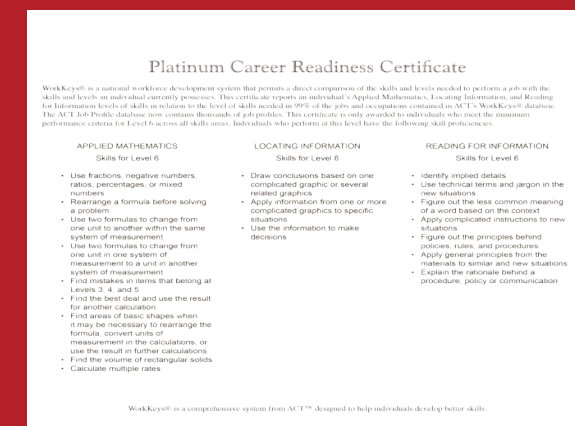 Platinum Career Readiness Certificate
WorkKeys® is a national workforce development system that permits a direct comparison of the skills and levels needed to perform a job with the
skills and levels an individual currently possesses. This certificate reports an individual's Applied Mathematics, Locating Information, and Reading
for Information levels of skills in relation to the level of skills needed in 99% of the jobs and occupations contained in ACT's WorkKeys® database.
The ACT Job Profile database now contains thousands of job profiles. This certificate is only awarded to individuals who meet the minimum
performance criteria for Level 6 across all skills areas. Individuals who perform at this level have the following skill proficiencies.
APPLIED MATHEMATICS
Skills for Level 6
• Use fractions, negative numbers,
ratios, percentages, or mixed
numbers
• Rearrange a formula before solving
a problem
• Use two formulas to change from
one unit to another within the same
system of measurement
• Use two formulas to change from
one unit in one system of
measurement to a unit in another
system of measurement
• Find mistakes in items that belong at
Levels 3, 4, and 5
• Find the best deal and use the result
for another calculation
• Find areas of basic shapes when
it may be necessary to rearrange the
formula, convert units of
measurement in the calculations, or
use the result in further calculations
• Find the volume of rectangular solids
• Calculate multiple rates
LOCATING INFORMATION
Skills for Level 6
• Draw conclusions based on one
complicated graphic or several
related graphics
• Apply information from one or more
complicated graphics to specific
situations
• Use the information to make
decisions
READING FOR INFORMATION
Skills for Level 6
• Identify implied details
• Use technical terms and jargon in the
new situations
• Figure out the less common meaning
of a word based on the context
• Apply complicated instructions to new
situations
• Figure out the principles behind
policies, rules, and procedures
• Apply general principles from the
materials to similar and new situations
• Explain the rationale behind a
procedure, policy or communication
WorkKeys® is a comprehensive system from ACT™ designed to help individuals develop better skills.